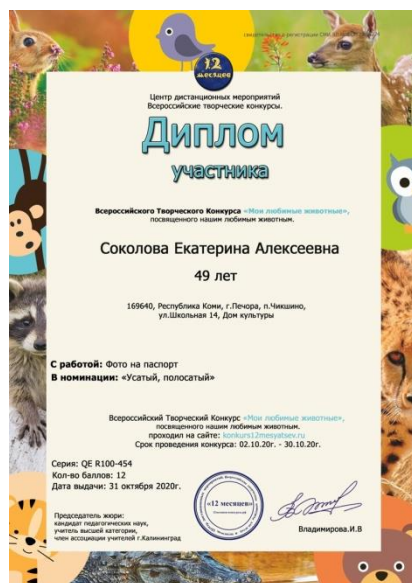 12
месяцев
Центр дистанционных мероприятий
Всероссийские творческие конкурсы.
Диплом
участника
Всероссийского Творческого Конкурса «Мои любимые животные»,
посвященного нашим любимым животным.
Соколова Екатерина Алексеевна
49 лет
169640, Республика Коми, г.Печора, п.Чикшино,
ул.Школьная 14, Дом культуры
С работой: Фото на паспорт
В номинации: «Усатый, полосатый»
Всероссийский Творческий Конкурс «Мои любимые животные»,
посвященного нашим любимым животным.
проходил на сайте: konkurs12mesyatsev.ru
Срок проведения конкурса: 02.10.20г. - 30.10.20г.
Серия: QE R100-454
Кол-во баллов: 12
Дата выдачи: 31 октября 2020г.
Председатель жюри:
кандидат педагогических наук,
учитель высшей категории,
член ассоциации учителей г.Калининград
«12 месяцев»
Владимирова.И.В